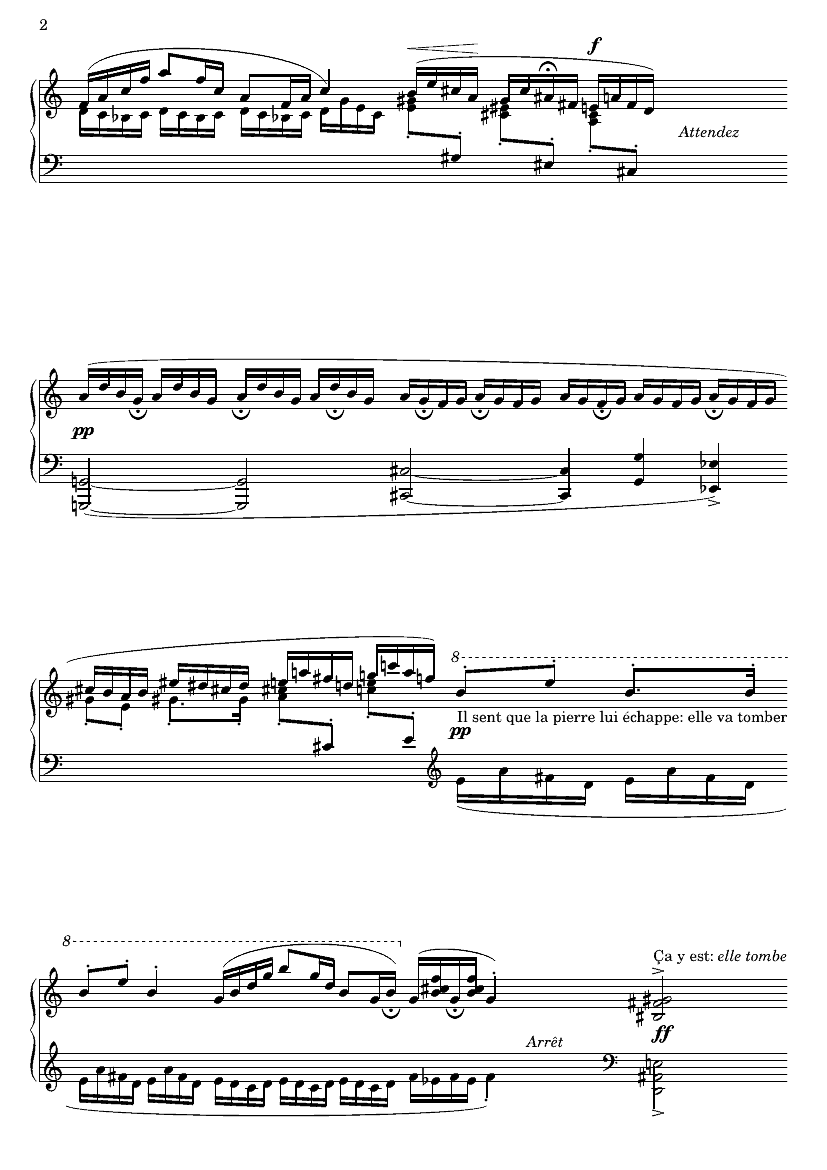 2
f
Attendez
pp
8
Il sent que la pierre lui échappe: elle va tomber
pp
8
Ça y est: elle tombe
ff
Arrêt